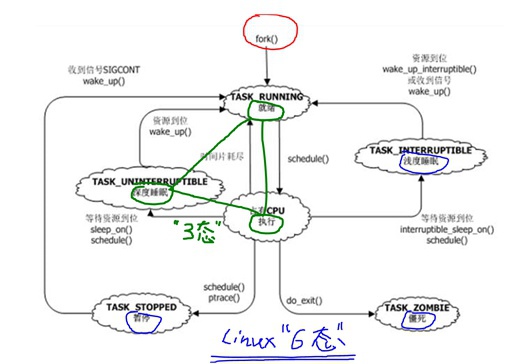 fork()
收到信号SIGCONT
wake_up()
资源到位
wake_up_interruptible()
或收到信号
wake_up()
TASK_RUNNING
就绪
资源到位
wake_up()
时间片耗尽
schedule()
TASK_INTERRUPTIBLE
浅度睡眠
TASK_UNINTERRUPTIBLE
深度睡眠
占有CPU
执行
"3态"
等待资源到位
sleep_on()
schedule()
等待资源到位
interruptible_sleep_on()
schedule()
schedule()
ptrace()
do_exit()
TASK_STOPPED
暂停
TASK_ZOMBIE
僵死
Linux "6态"